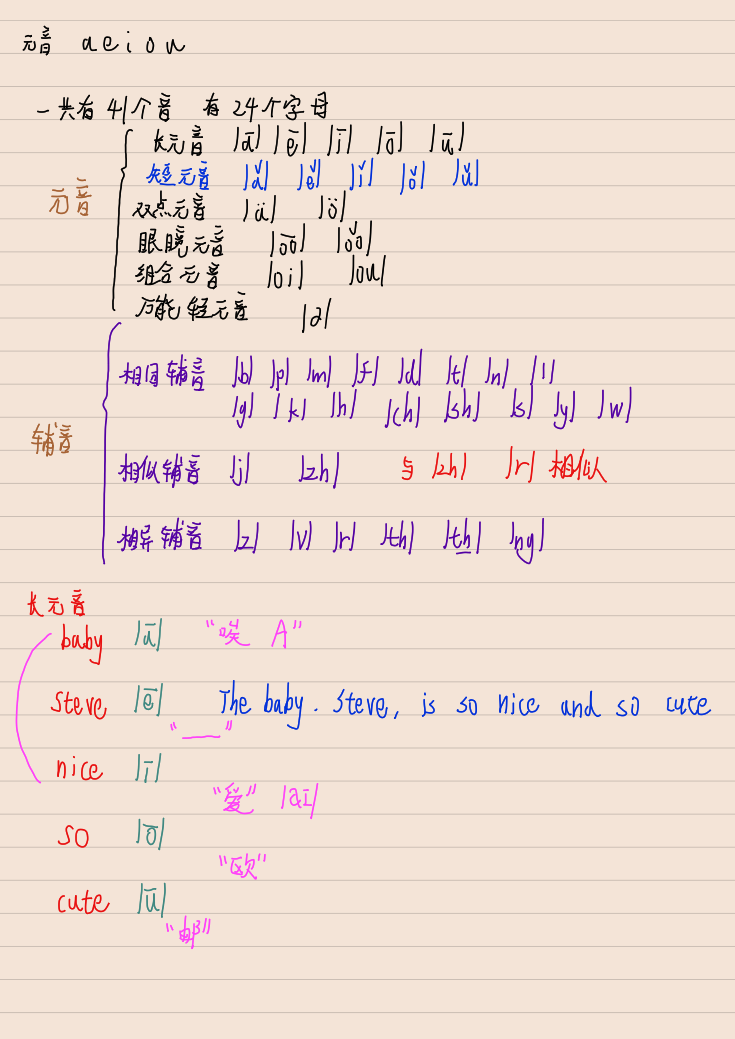 元音 a e i o u
一共有 41个音 有 24个字母
元音
长元音 |ā| |ē| |ī| |ō| |ū|
短元音 |ă| |ĕ| |ĭ| |ŏ| |ŭ|
双点元音 |ä| |ö|
眼睛元音 |o͞o| |o͝o|
组合元音 |oi| |ou|
万能轻元音 |ə|
辅音
相同辅音 |b| |p| |m| |f| |d| |t| |n| |l|
|g| |k| |h| |ch| |sh| |s| |y| |w|
相似辅音 |j| |zh| 与 |zh| |r| 相似
相异辅音 |z| |v| |r| |th| |th| |ng|
长元音
baby |ā| “唉 A”
Steve |ē| The baby. Steve, is so nice and so cute
“一”
nice |ī|
“爱” |aɪ|
so |ō|
“欧”
cute |ū|
“邮”